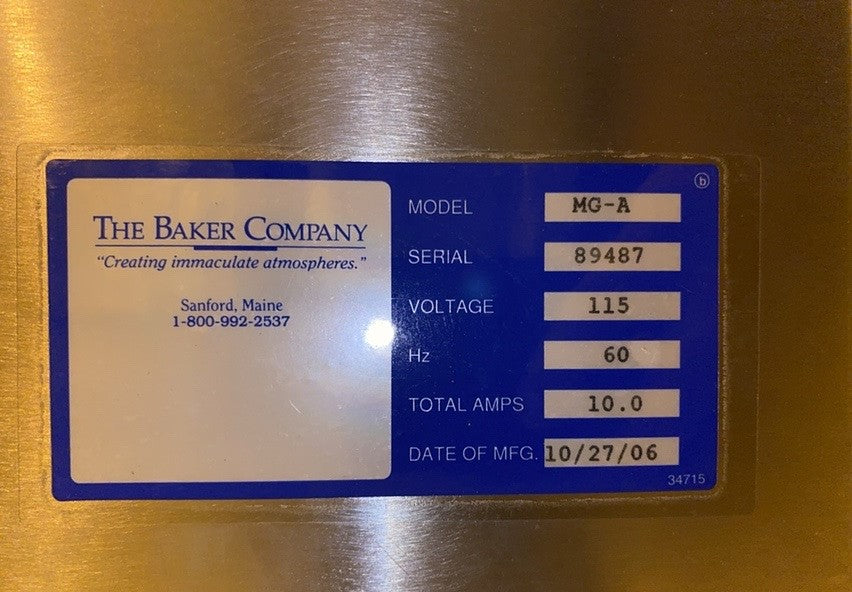 THE BAKER COMPANY
"Creating immaculate atmospheres."
Sanford, Maine
1-800-992-2537
b
MODEL MG-A
SERIAL 89487
VOLTAGE 115
Hz 60
TOTAL AMPS 10.0
DATE OF MFG. 10/27/06
34715